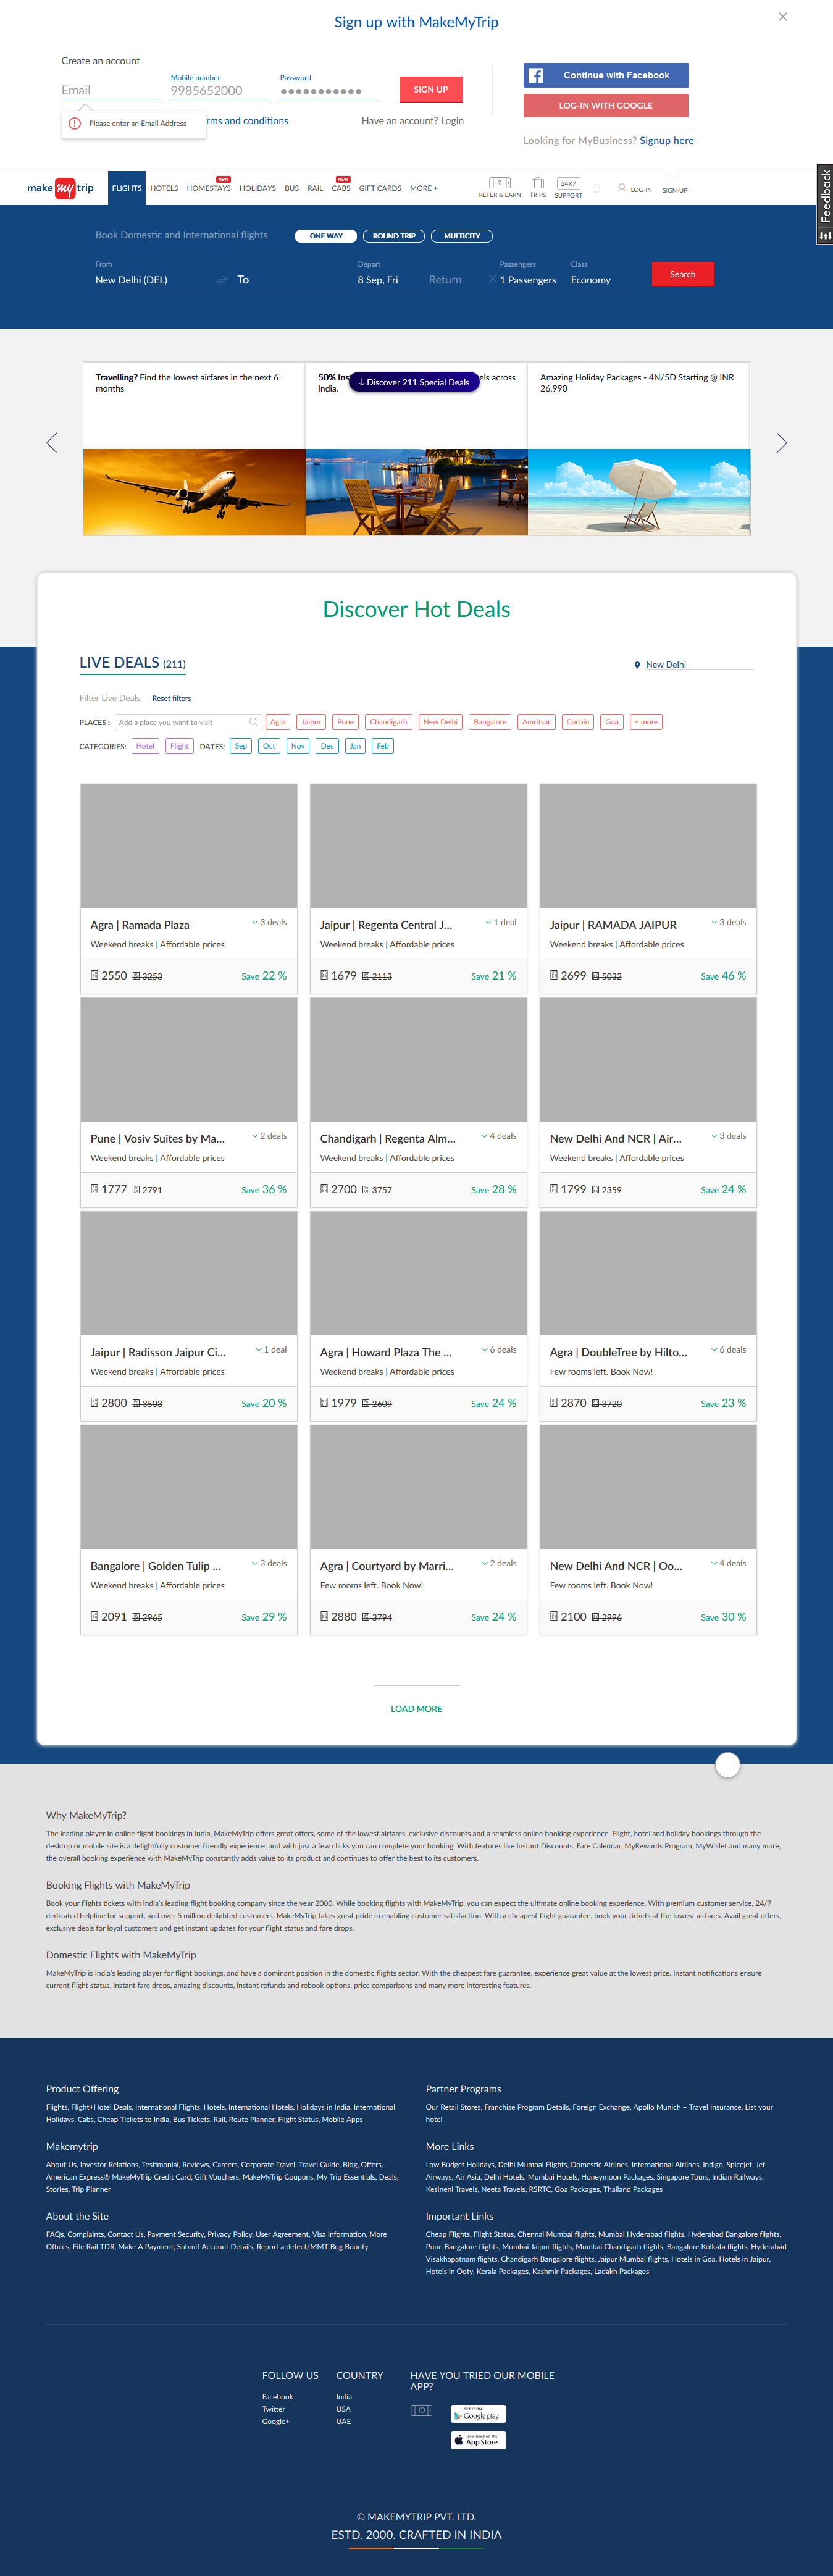 Sign up with MakeMyTrip
Create an account
Email
Mobile number
9985652000
Password
SIGN UP
Please enter an Email Address
rms and conditions
Have an account? Login
Continue with Facebook
LOG-IN WITH GOOGLE
Looking for MyBusiness? Signup here
Feedback
make my trip
FLIGHTS HOTELS HOMESTAYS NEW HOLIDAYS BUS RAIL CABS NEW GIFT CARDS MORE +
REFER & EARN TRIPS 24X7 SUPPORT LOG-IN SIGN-UP
Book Domestic and International flights ONE WAY ROUND TRIP MULTICITY
From Depart Passengers Class
New Delhi (DEL) To 8 Sep, Fri Return 1 Passengers Economy Search
Travelling? Find the lowest airfares in the next 6
months
50% Ins
els across
India.
↓ Discover 211 Special Deals
Amazing Holiday Packages - 4N/5D Starting @ INR
26,990
Discover Hot Deals
LIVE DEALS (211)
New Delhi
Filter Live Deals Reset filters
PLACES : Add a place you want to visit Agra Jaipur Pune Chandigarh New Delhi Bangalore Amritsar Cochin Goa + more
CATEGORIES: Hotel Flight DATES: Sep Oct Nov Dec Jan Feb
Agra | Ramada Plaza 3 deals
Weekend breaks | Affordable prices
2550 3253 Save 22 %
Jaipur | Regenta Central J... 1 deal
Weekend breaks | Affordable prices
1679 2113 Save 21 %
Jaipur | RAMADA JAIPUR 3 deals
Weekend breaks | Affordable prices
2699 5032 Save 46 %
Pune | Vosiv Suites by Ma... 2 deals
Weekend breaks | Affordable prices
1777 2791 Save 36 %
Chandigarh | Regenta Alm... 4 deals
Weekend breaks | Affordable prices
2700 3757 Save 28 %
New Delhi And NCR | Air... 3 deals
Weekend breaks | Affordable prices
1799 2359 Save 24 %
Jaipur | Radisson Jaipur Ci... 1 deal
Weekend breaks | Affordable prices
2800 3503 Save 20 %
Agra | Howard Plaza The ... 6 deals
Weekend breaks | Affordable prices
1979 2609 Save 24 %
Agra | DoubleTree by Hilto... 6 deals
Few rooms left. Book Now!
2870 3720 Save 23 %
Bangalore | Golden Tulip ... 3 deals
Weekend breaks | Affordable prices
2091 2965 Save 29 %
Agra | Courtyard by Marri... 2 deals
Few rooms left. Book Now!
2880 3794 Save 24 %
New Delhi And NCR | Oo... 4 deals
Few rooms left. Book Now!
2100 2996 Save 30 %
LOAD MORE
Why MakeMyTrip?
The leading player in online flight bookings in India, MakeMyTrip offers great offers, some of the lowest airfares, exclusive discounts and a seamless online booking experience. Flight, hotel and holiday bookings through the
desktop or mobile site is a delightfully customer friendly experience, and with just a few clicks you can complete your booking. With features like Instant Discounts, Fare Calendar, MyRewards Program, MyWallet and many more,
the overall booking experience with MakeMyTrip constantly adds value to its product and continues to offer the best to its customers.
Booking Flights with MakeMyTrip
Book your flights tickets with India's leading flight booking company since the year 2000. While booking flights with MakeMyTrip, you can expect the ultimate online booking experience. With premium customer service, 24/7
dedicated helpline for support, and over 5 million delighted customers, MakeMyTrip takes great pride in enabling customer satisfaction. With a cheapest flight guarantee, book your tickets at the lowest airfares. Avail great offers,
exclusive deals for loyal customers and get instant updates for your flight status and fare drops.
Domestic Flights with MakeMyTrip
MakeMyTrip is India's leading player for flight bookings, and have a dominant position in the domestic flights sector. With the cheapest fare guarantee, experience great value at the lowest price. Instant notifications ensure
current flight status, instant fare drops, amazing discounts, instant refunds and rebook options, price comparisons and many more interesting features.
Product Offering
Flights, Flight+Hotel Deals, International Flights, Hotels, International Hotels, Holidays in India, International
Holidays, Cabs, Cheap Tickets to India, Bus Tickets, Rail, Route Planner, Flight Status, Mobile Apps
Makemytrip
About Us, Investor Relations, Testimonial, Reviews, Careers, Corporate Travel, Travel Guide, Blog, Offers,
American Express® MakeMyTrip Credit Card, Gift Vouchers, MakeMyTrip Coupons, My Trip Essentials, Deals,
Stories, Trip Planner
About the Site
FAQs, Complaints, Contact Us, Payment Security, Privacy Policy, User Agreement, Visa Information, More
Offices, File Rail TDR, Make A Payment, Submit Account Details, Report a defect/MMT Bug Bounty
Partner Programs
Our Retail Stores, Franchise Program Details, Foreign Exchange, Apollo Munich – Travel Insurance, List your
hotel
More Links
Low Budget Holidays, Delhi Mumbai Flights, Domestic Airlines, International Airlines, Indigo, Spicejet, Jet
Airways, Air Asia, Delhi Hotels, Mumbai Hotels, Honeymoon Packages, Singapore Tours, Indian Railways,
Kesineni Travels, Neeta Travels, RSRTC, Goa Packages, Thailand Packages
Important Links
Cheap Flights, Flight Status, Chennai Mumbai flights, Mumbai Hyderabad flights, Hyderabad Bangalore flights,
Pune Bangalore flights, Mumbai Jaipur flights, Mumbai Chandigarh flights, Bangalore Kolkata flights, Hyderabad
Visakhapatnam flights, Chandigarh Bangalore flights, Jaipur Mumbai flights, Hotels in Goa, Hotels in Jaipur,
Hotels in Ooty, Kerala Packages, Kashmir Packages, Ladakh Packages
FOLLOW US
Facebook
Twitter
Google+
COUNTRY
India
USA
UAE
HAVE YOU TRIED OUR MOBILE
APP?
GET IT ON
Google play
Download on the
App Store
© MAKEMYTRIP PVT. LTD.
ESTD. 2000. CRAFTED IN INDIA